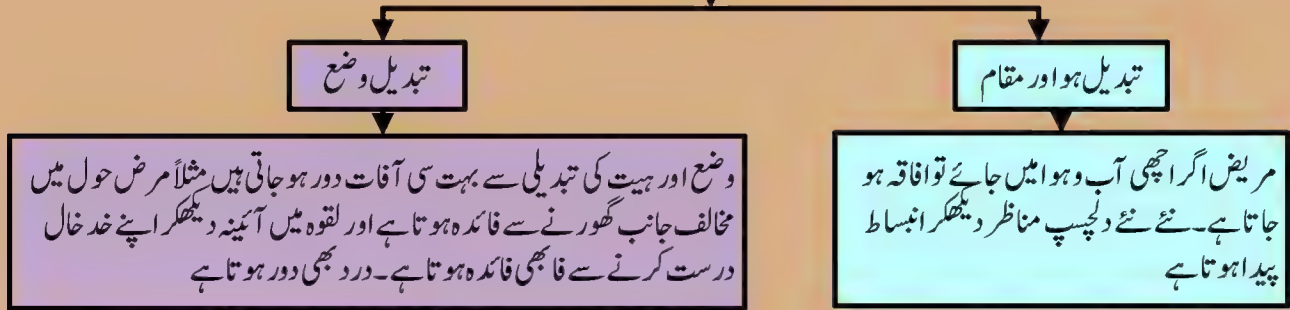 تبدیل ہو اور مقام
مریض اگر اچھی آب و ہوا میں جائے تو افاقہ ہو
جاتا ہے۔ نئے نئے دلچسپ مناظر دیکھکر انبساط
پیدا ہوتا ہے
تبدیل وضع
وضع اور ہیت کی تبدیلی سے بہت سی آفات دور ہو جاتی ہیں مثلاً مرض حول میں
مخالف جانب گھورنے سے فائدہ ہوتا ہے اور لقوہ میں آئینہ دیکھکر اپنے خد خال
درست کرنے سے فا بھی فائدہ ہوتا ہے۔ درد بھی دور ہوتا ہے